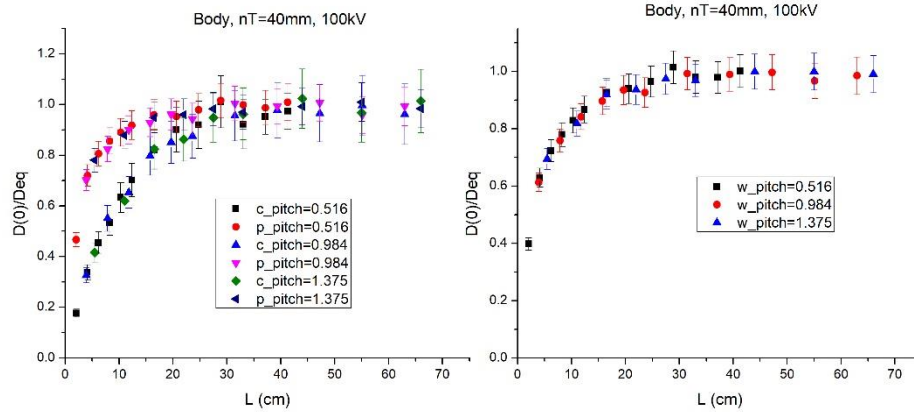 Body, nT=40mm, 100kV
1.2
1.0
0.8
0.6
0.4
0.2
0.0
D(0)/Deq
c_pitch=0.516
p_pitch=0.516
c_pitch=0.984
p_pitch=0.984
c_pitch=1.375
p_pitch=1.375
0 10 20 30 40 50 60 70
L (cm)
Body, nT=40mm, 100kV
1.0
0.8
0.6
0.4
0.2
0.0
D(0)/Deq
w_pitch=0.516
w_pitch=0.984
w_pitch=1.375
0 10 20 30 40 50 60 70
L (cm)